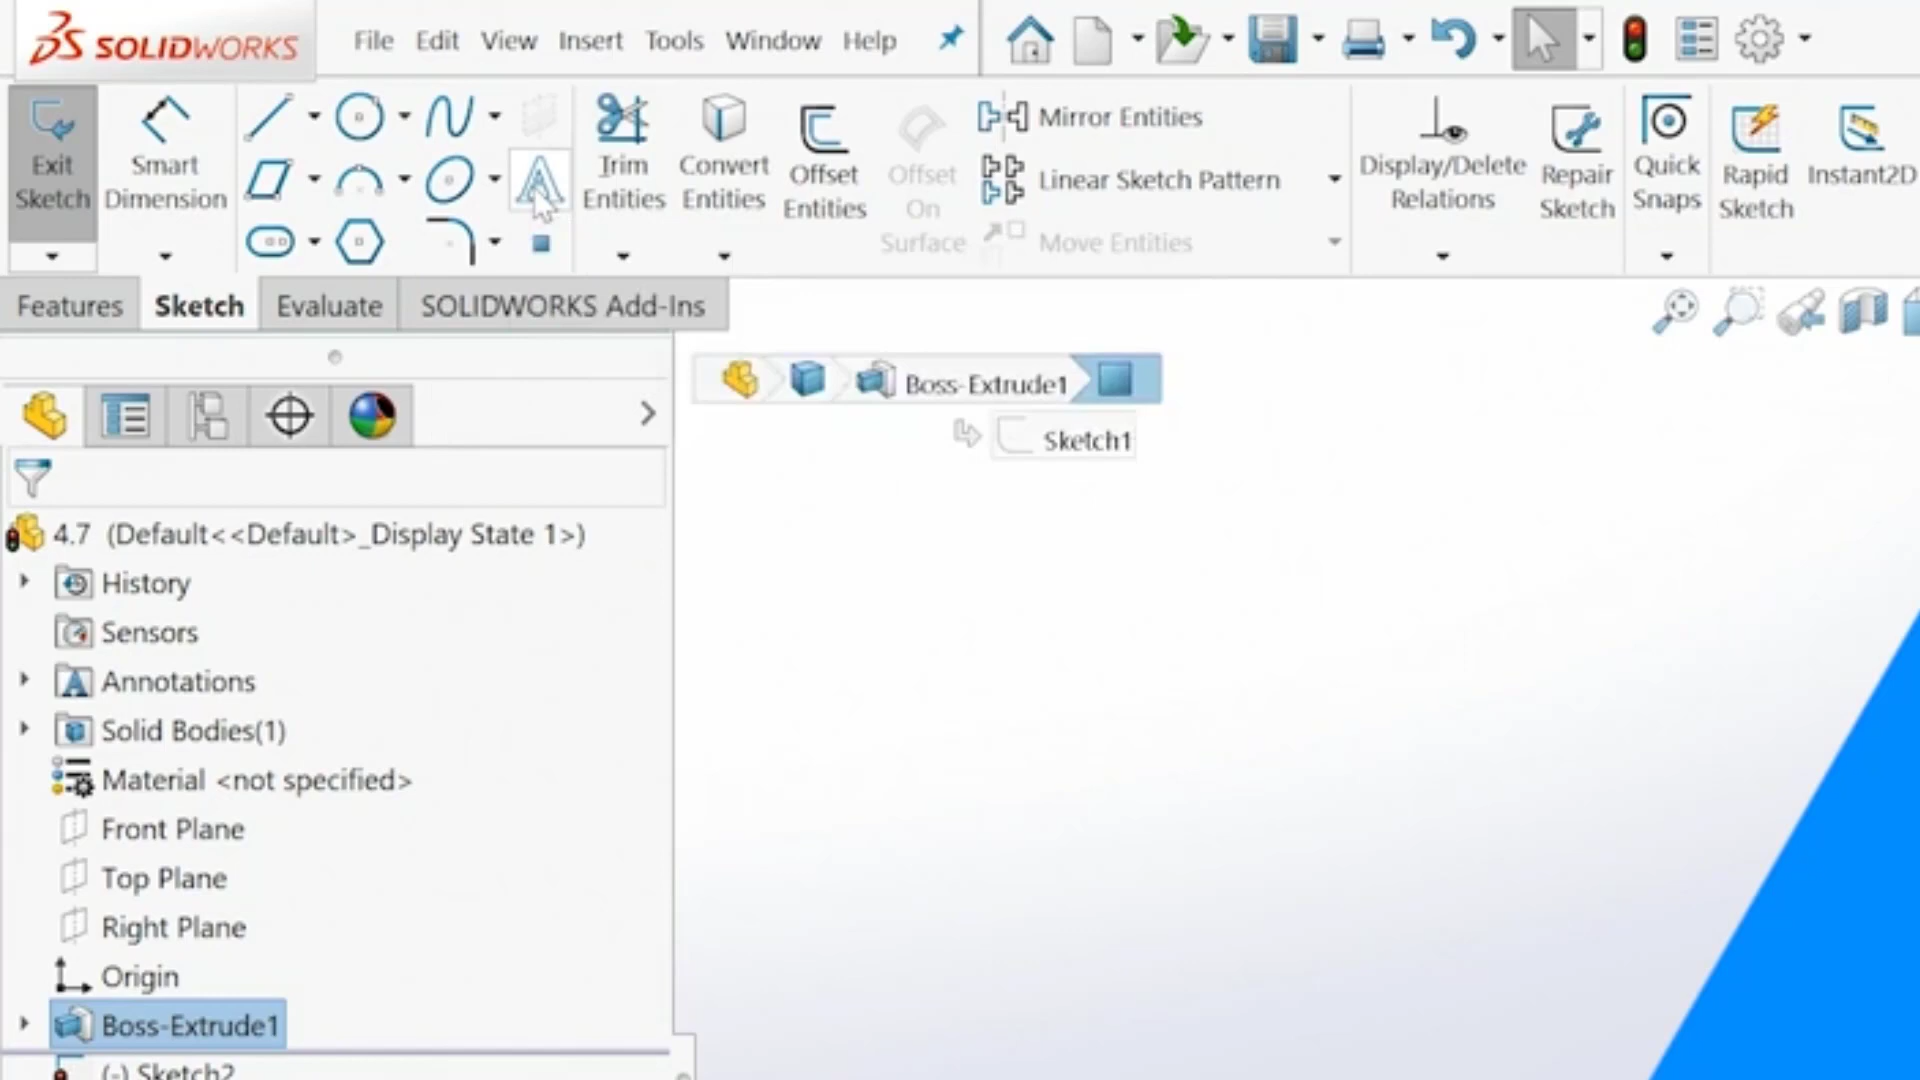 SOLIDWORKS File Edit View Insert Tools Window Help
Exit Sketch
Smart Dimension
Trim Entities
Convert Entities
Offset Entities
Offset On Surface
Mirror Entities
Linear Sketch Pattern
Move Entities
Display/Delete Relations
Repair Sketch
Quick Snaps
Rapid Sketch
Instant2D
Features Sketch Evaluate SOLIDWORKS Add-Ins
Boss-Extrude1
Sketch1
4.7 (Default<<Default>_Display State 1>)
History
Sensors
Annotations
Solid Bodies(1)
Material <not specified>
Front Plane
Top Plane
Right Plane
Origin
Boss-Extrude1
(-) Sketch2